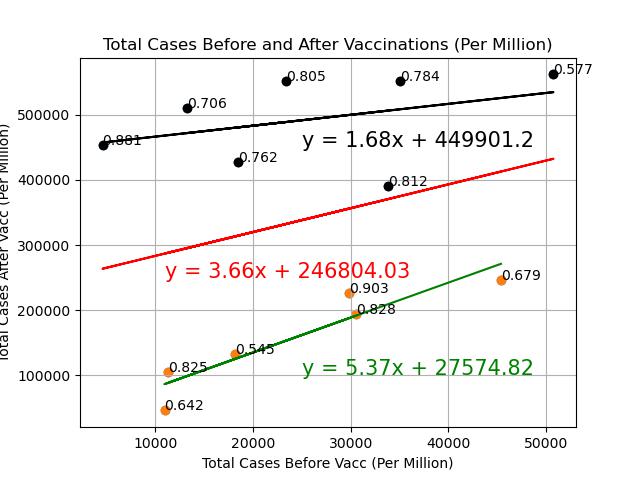 Total Cases Before and After Vaccinations (Per Million)
0.577
0.805
0.784
0.706
500000
0.881
y = 1.68x + 449901.2
0.762
400000
0.812
300000
y = 3.66x + 246804.03
0.679
0.903
200000
0.828
0.545
0.825
y = 5.37x + 27574.82
100000
0.642
10000 20000 30000 40000 50000
Total Cases Before Vacc (Per Million)
Total Cases After Vacc (Per Million)